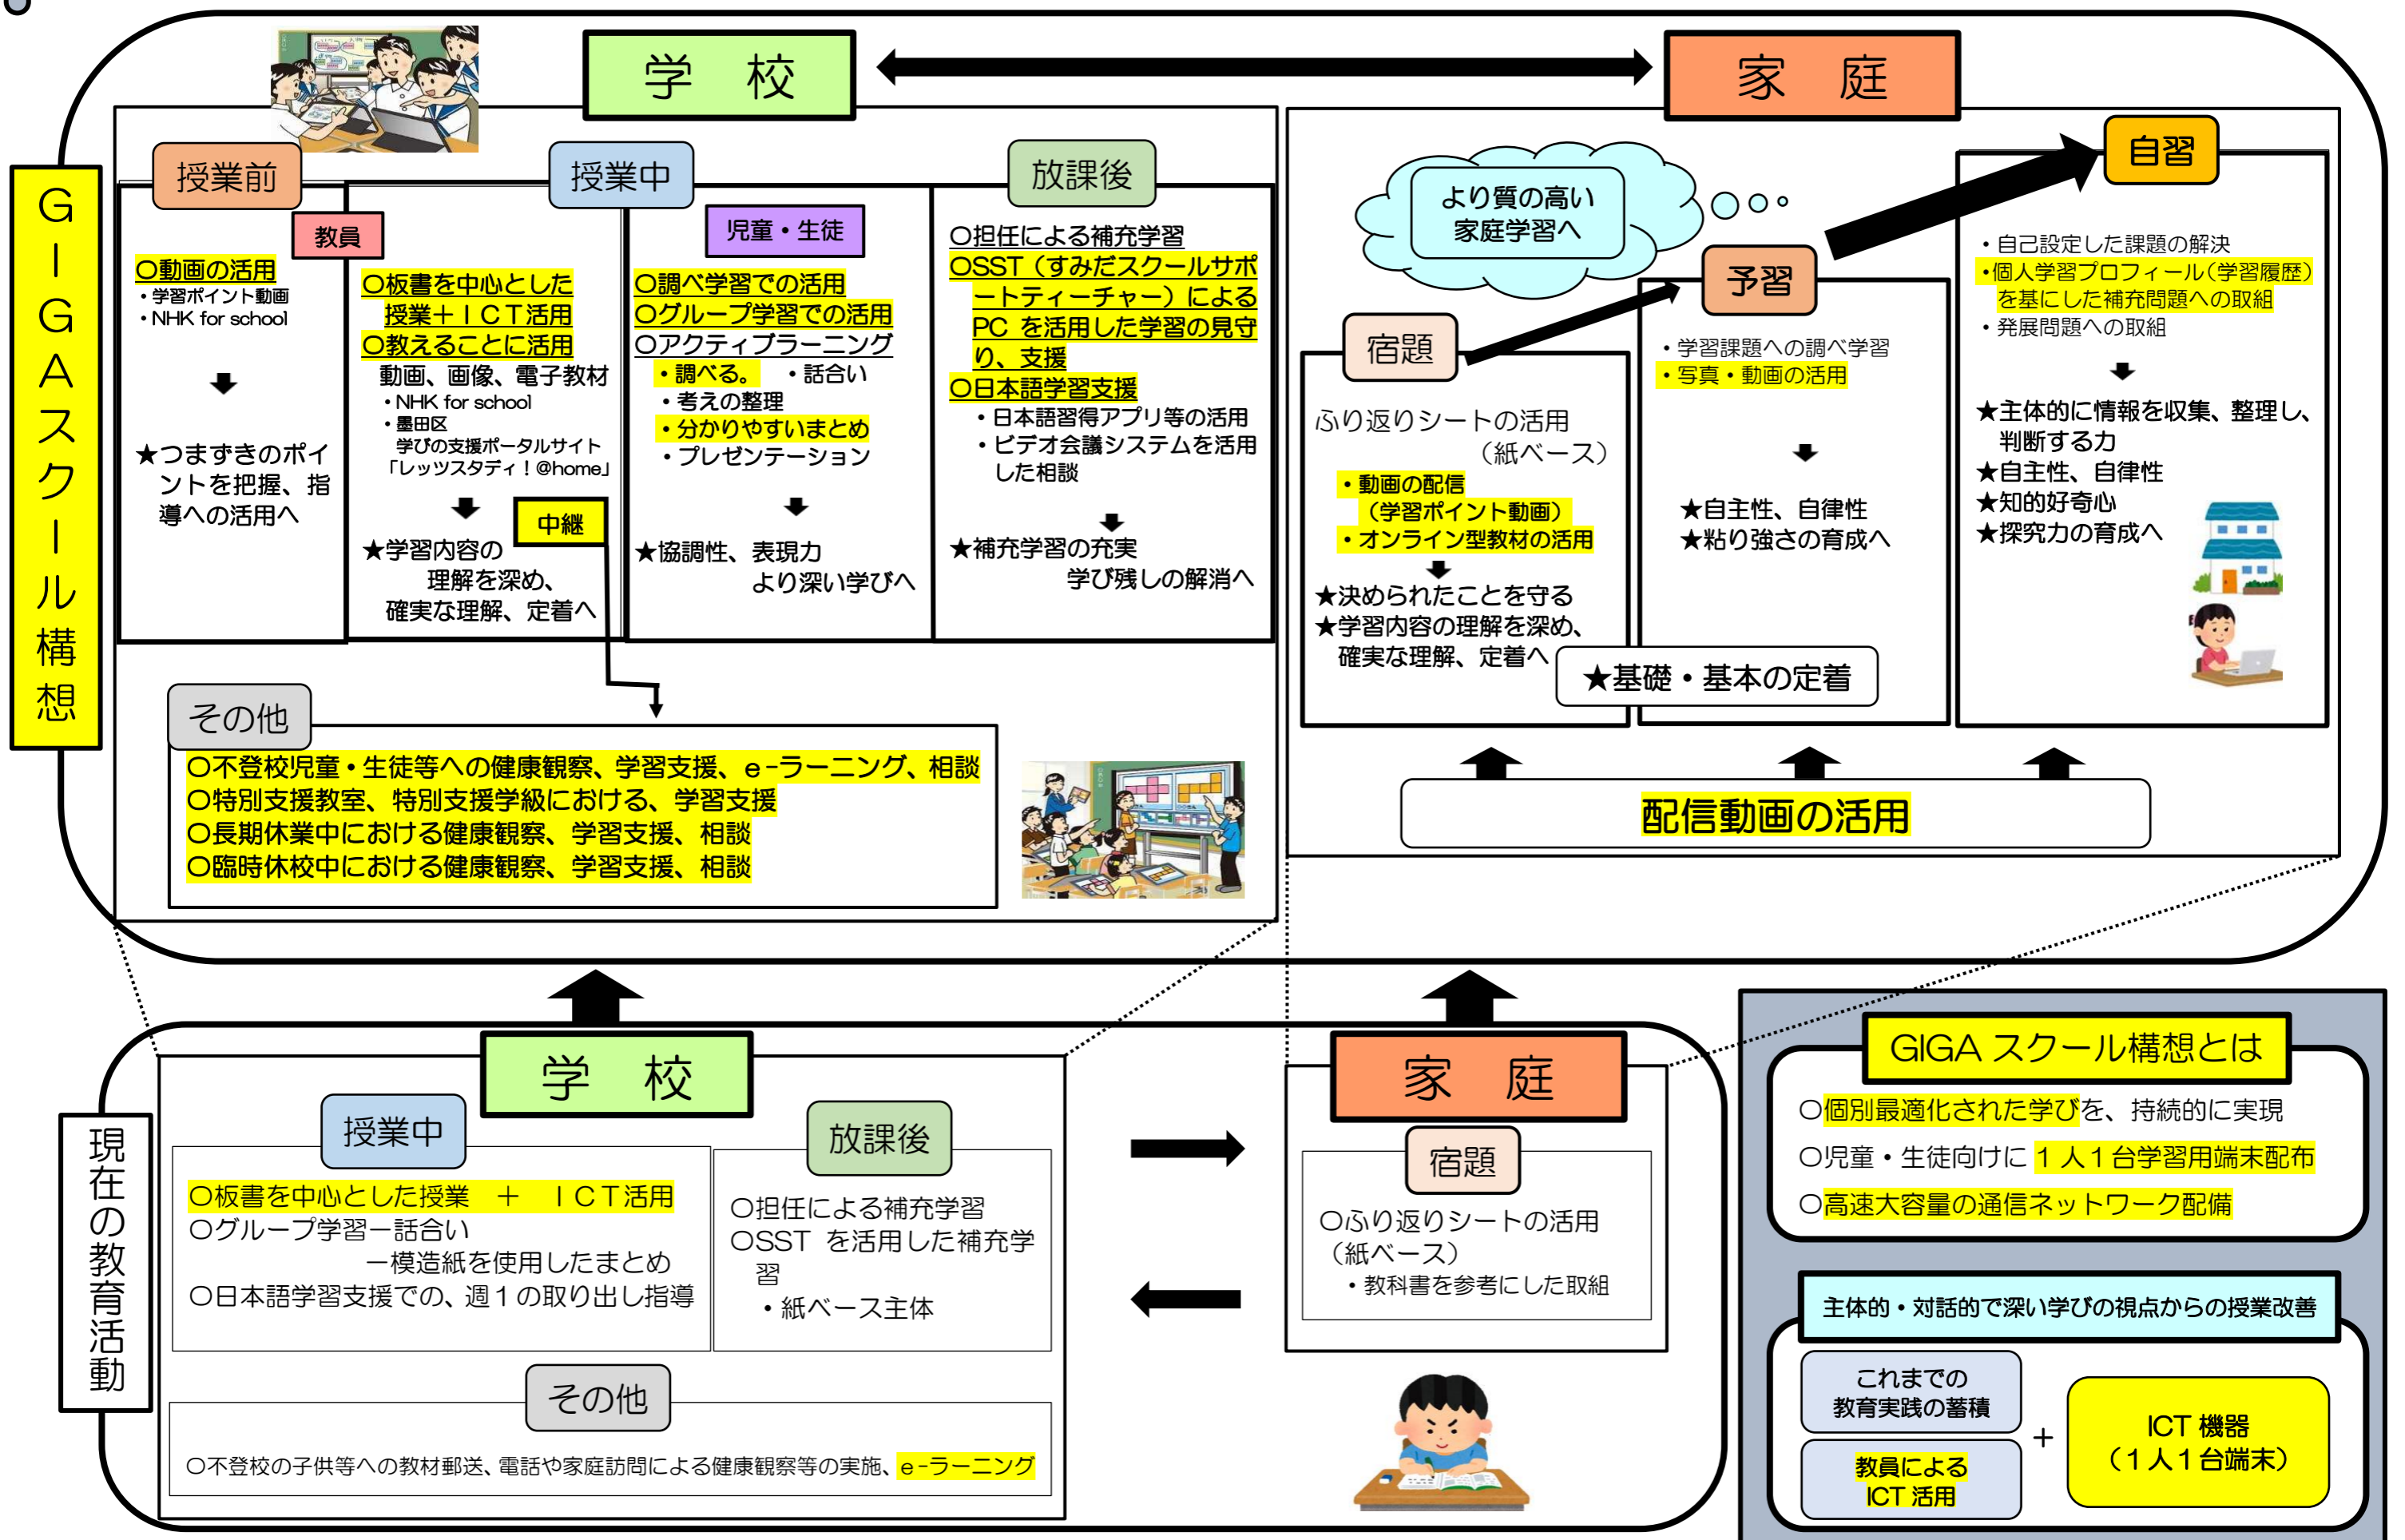 GIGAスクール構想
学 校
家 庭
授業前
〇動画の活用
・学習ポイント動画
・NHK for school
★つまずきのポイ
ントを把握、指
導への活用へ
授業中
教員
〇板書を中心とした
授業+ICT活用
〇教えることに活用
動画、画像、電子教材
・NHK for school
・墨田区
学びの支援ポータルサイト
「レッツスタディ！@home」
中継
★学習内容の
理解を深め、
確実な理解、定着へ
児童・生徒
〇調べ学習での活用
〇グループ学習での活用
〇アクティブラーニング
・調べる。 ・話合い
・考えの整理
・分かりやすいまとめ
・プレゼンテーション
★協調性、表現力
より深い学びへ
放課後
〇担任による補充学習
〇SST（すみだスクールサポ
ートティーチャー）による
PC を活用した学習の見守
り、支援
〇日本語学習支援
・日本語習得アプリ等の活用
・ビデオ会議システムを活用
した相談
★補充学習の充実
学び残しの解消へ
その他
〇不登校児童・生徒等への健康観察、学習支援、e-ラーニング、相談
〇特別支援教室、特別支援学級における、学習支援
〇長期休業中における健康観察、学習支援、相談
〇臨時休校中における健康観察、学習支援、相談
より質の高い
家庭学習へ
宿題
ふり返りシートの活用
（紙ベース）
・動画の配信
（学習ポイント動画）
・オンライン型教材の活用
★決められたことを守る
★学習内容の理解を深め、
確実な理解、定着へ
予習
・学習課題への調べ学習
・写真・動画の活用
★自主性、自律性
★粘り強さの育成へ
★基礎・基本の定着
自習
・自己設定した課題の解決
・個人学習プロフィール（学習履歴）
を基にした補充問題への取組
・発展問題への取組
★主体的に情報を収集、整理し、
判断する力
★自主性、自律性
★知的好奇心
★探究力の育成へ
配信動画の活用
現在の教育活動
学 校
授業中
〇板書を中心とした授業 + ICT活用
〇グループ学習－話合い
－模造紙を使用したまとめ
〇日本語学習支援での、週１の取り出し指導
放課後
〇担任による補充学習
〇SST を活用した補充学
習
・紙ベース主体
その他
〇不登校の子供等への教材郵送、電話や家庭訪問による健康観察等の実施、e-ラーニング
家 庭
宿題
〇ふり返りシートの活用
（紙ベース）
・教科書を参考にした取組
GIGA スクール構想とは
〇個別最適化された学びを、持続的に実現
〇児童・生徒向けに１人１台学習用端末配布
〇高速大容量の通信ネットワーク配備
主体的・対話的で深い学びの視点からの授業改善
これまでの
教育実践の蓄積
教員による
ICT 活用
+
ICT 機器
（１人１台端末）